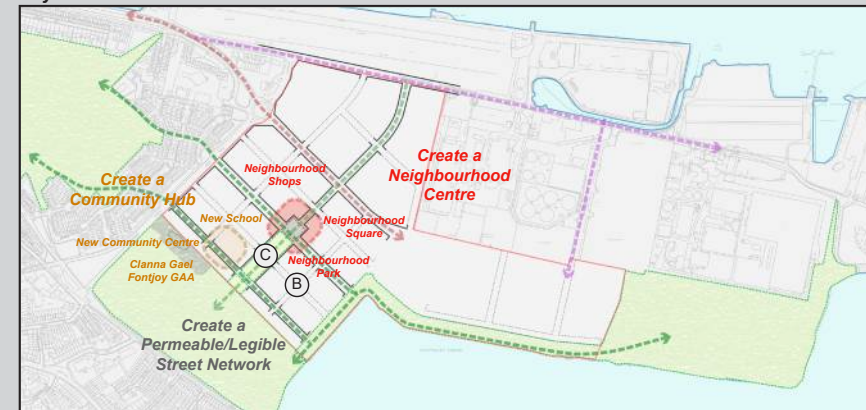 Create a
Neighbourhood
Centre
Neighbourhood
Shops
Create a
Community Hub
New School
Neighbourhood
Square
New Community Centre
Clanna Gael
Fontjoy GAA
Neighbourhood
Park
C
B
Create a
Permeable/Legible
Street Network